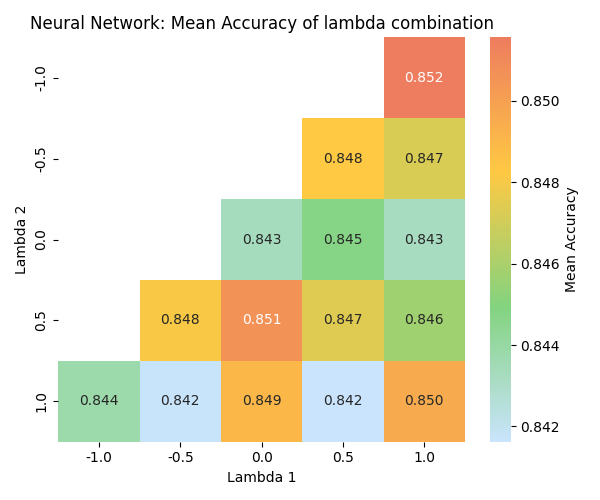 Neural Network: Mean Accuracy of lambda combination
-1.0 0.852
-0.5 0.848 0.847
0.0 0.843 0.845 0.843
0.5 0.848 0.851 0.847 0.846
1.0 0.844 0.842 0.849 0.842 0.850
-1.0 -0.5 0.0 0.5 1.0
Lambda 1
Lambda 2
0.850
0.848
0.846
0.844
0.842
Mean Accuracy